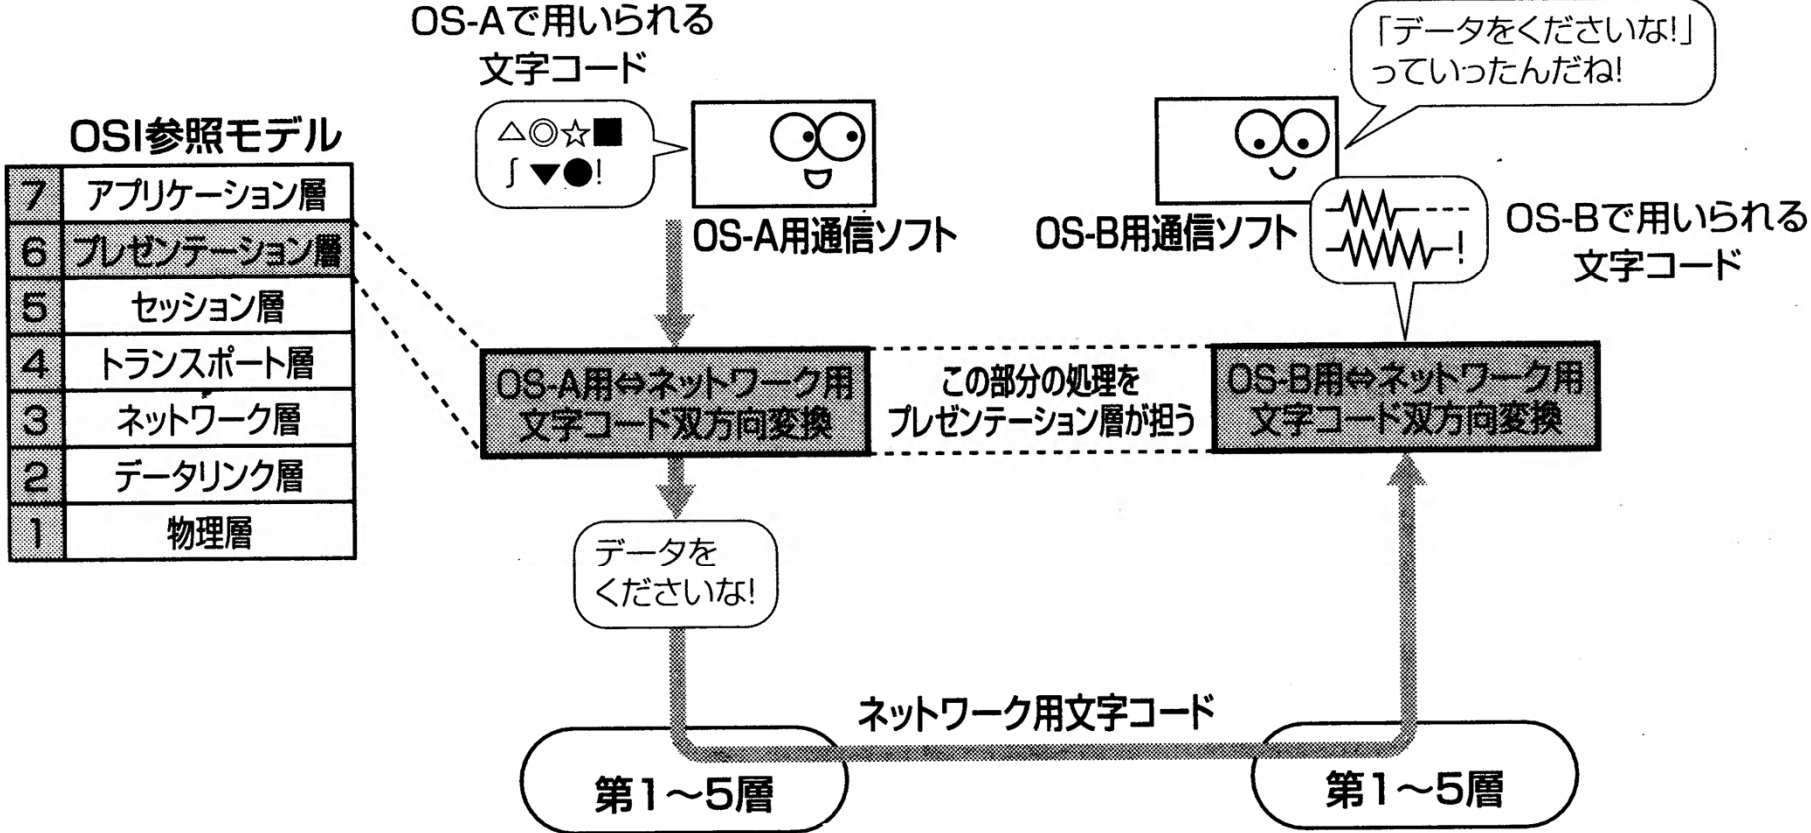 OS-Aで用いられる
文字コード
「データをくださいな!」
っていったんだね!
OSI参照モデル
△◎☆■
∫▼●!
7 アプリケーション層
6 プレゼンテーション層
5 セッション層
4 トランスポート層
3 ネットワーク層
2 データリンク層
1 物理層
OS-A用通信ソフト
OS-B用通信ソフト
!
OS-Bで用いられる
文字コード
OS-A用⇔ネットワーク用
文字コード双方向変換
この部分の処理を
プレゼンテーション層が担う
OS-B用⇔ネットワーク用
文字コード双方向変換
データを
くださいな!
ネットワーク用文字コード
第1〜5層
第1〜5層